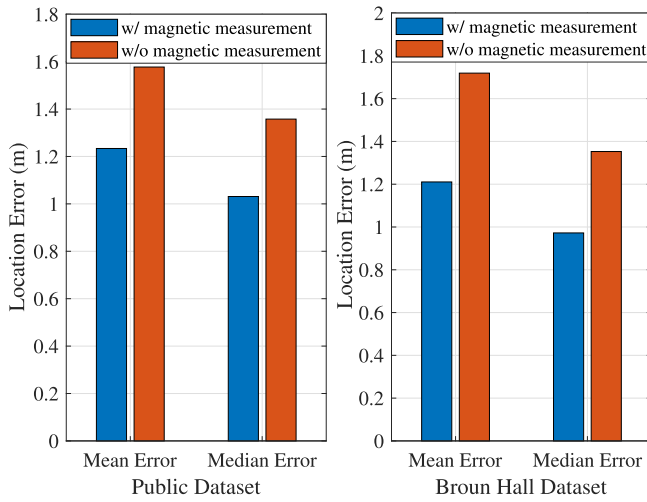 w/ magnetic measurement
w/o magnetic measurement
1.8
1.6
1.4
1.2
1
0.8
0.6
0.4
0.2
0
Location Error (m)
Mean Error
Median Error
Public Dataset
w/ magnetic measurement
w/o magnetic measurement
2
1.8
1.6
1.4
1.2
1
0.8
0.6
0.4
0.2
0
Location Error (m)
Mean Error
Median Error
Broun Hall Dataset